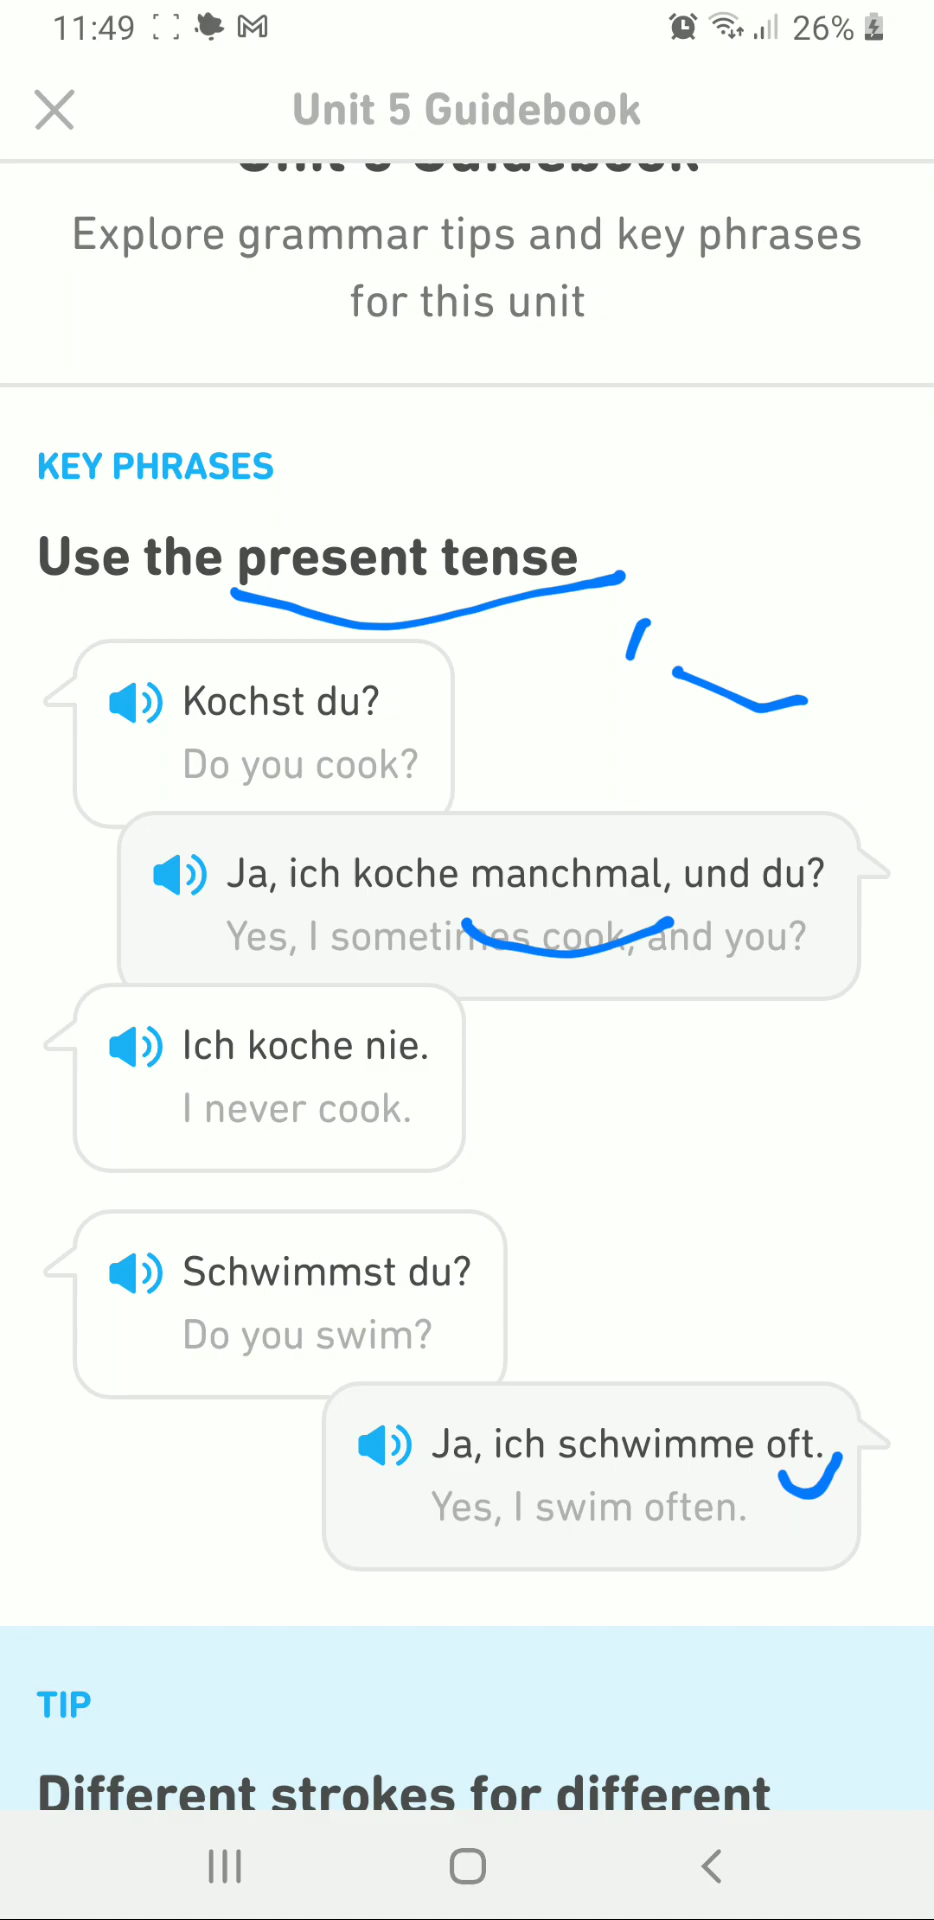 11:49
26%
Unit 5 Guidebook
Unit 5 Guidebook
Explore grammar tips and key phrases
for this unit
KEY PHRASES
Use the present tense
Kochst du?
Do you cook?
Ja, ich koche manchmal, und du?
Yes, I sometimes cook, and you?
Ich koche nie.
I never cook.
Schwimmst du?
Do you swim?
Ja, ich schwimme oft.
Yes, I swim often.
TIP
Different strokes for different